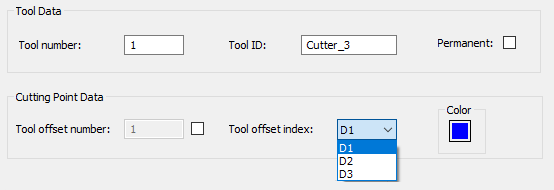 Tool Data
Tool number: 1 Tool ID: Cutter_3 Permanent:
Cutting Point Data
Color
Tool offset number: 1 Tool offset index: D1
D1
D2
D3